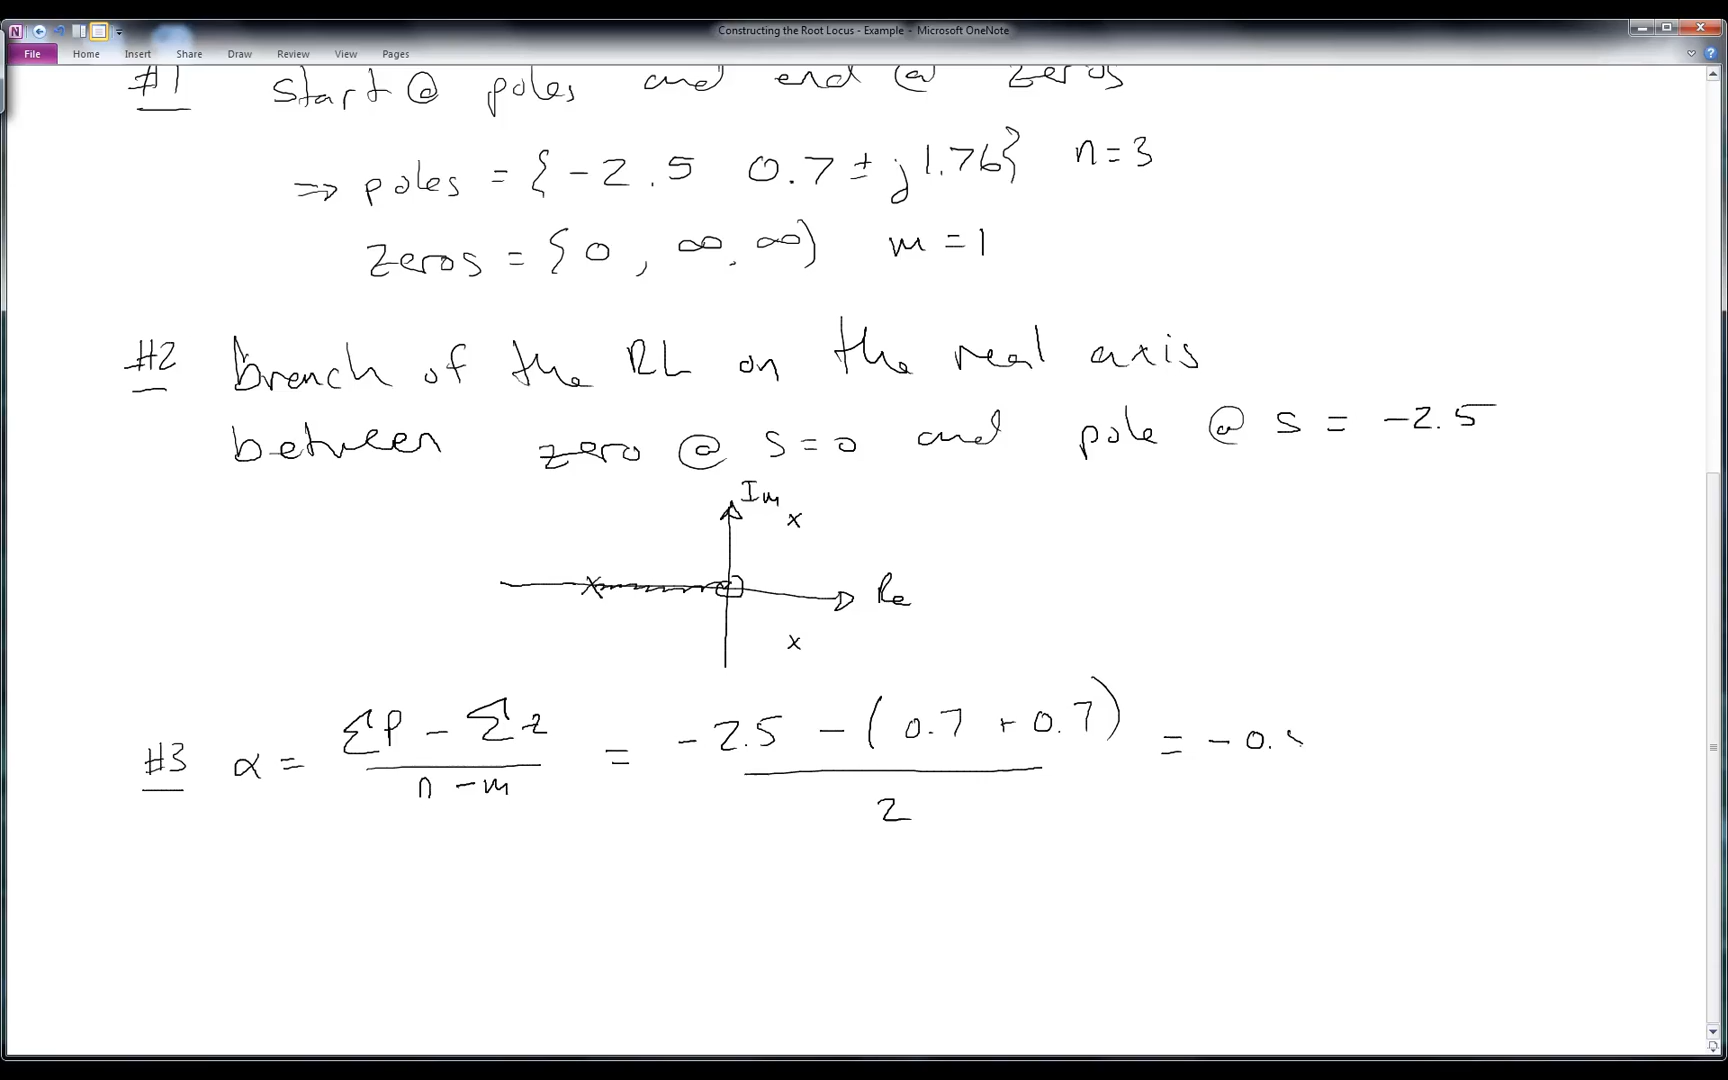 Constructing the Root Locus - Example - Microsoft OneNote
File Home Insert Share Draw Review View Pages
#1 start @ poles and end @ zeros
⇒ poles = {-2.5 0.7 ± j1.76} n=3
zeros = {0, ∞, ∞) m=1
#2 branch of the RL on the real axis
between zero @ s=0 and pole @ s = -2.5
Im
x
x
Re
x
#3 α = (Σp - Σz) / (n-m) = (-2.5 - (0.7 + 0.7)) / 2 = -0.